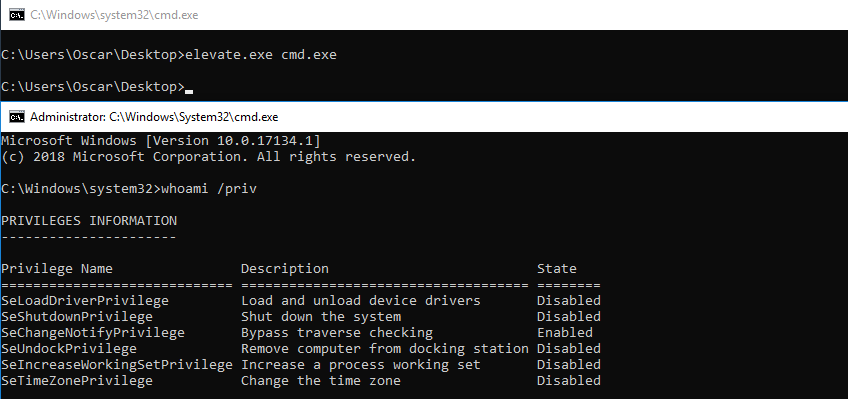 C:\Windows\system32\cmd.exe
C:\Users\Oscar\Desktop>elevate.exe cmd.exe
C:\Users\Oscar\Desktop>
Administrator: C:\Windows\System32\cmd.exe
Microsoft Windows [Version 10.0.17134.1]
(c) 2018 Microsoft Corporation. All rights reserved.
C:\Windows\system32>whoami /priv
PRIVILEGES INFORMATION
----------------------
Privilege Name                Description                          State
============================= ==================================== ========
SeLoadDriverPrivilege         Load and unload device drivers       Disabled
SeShutdownPrivilege           Shut down the system                 Disabled
SeChangeNotifyPrivilege       Bypass traverse checking             Enabled
SeUndockPrivilege             Remove computer from docking station Disabled
SeIncreaseWorkingSetPrivilege Increase a process working set       Disabled
SeTimeZonePrivilege           Change the time zone                 Disabled